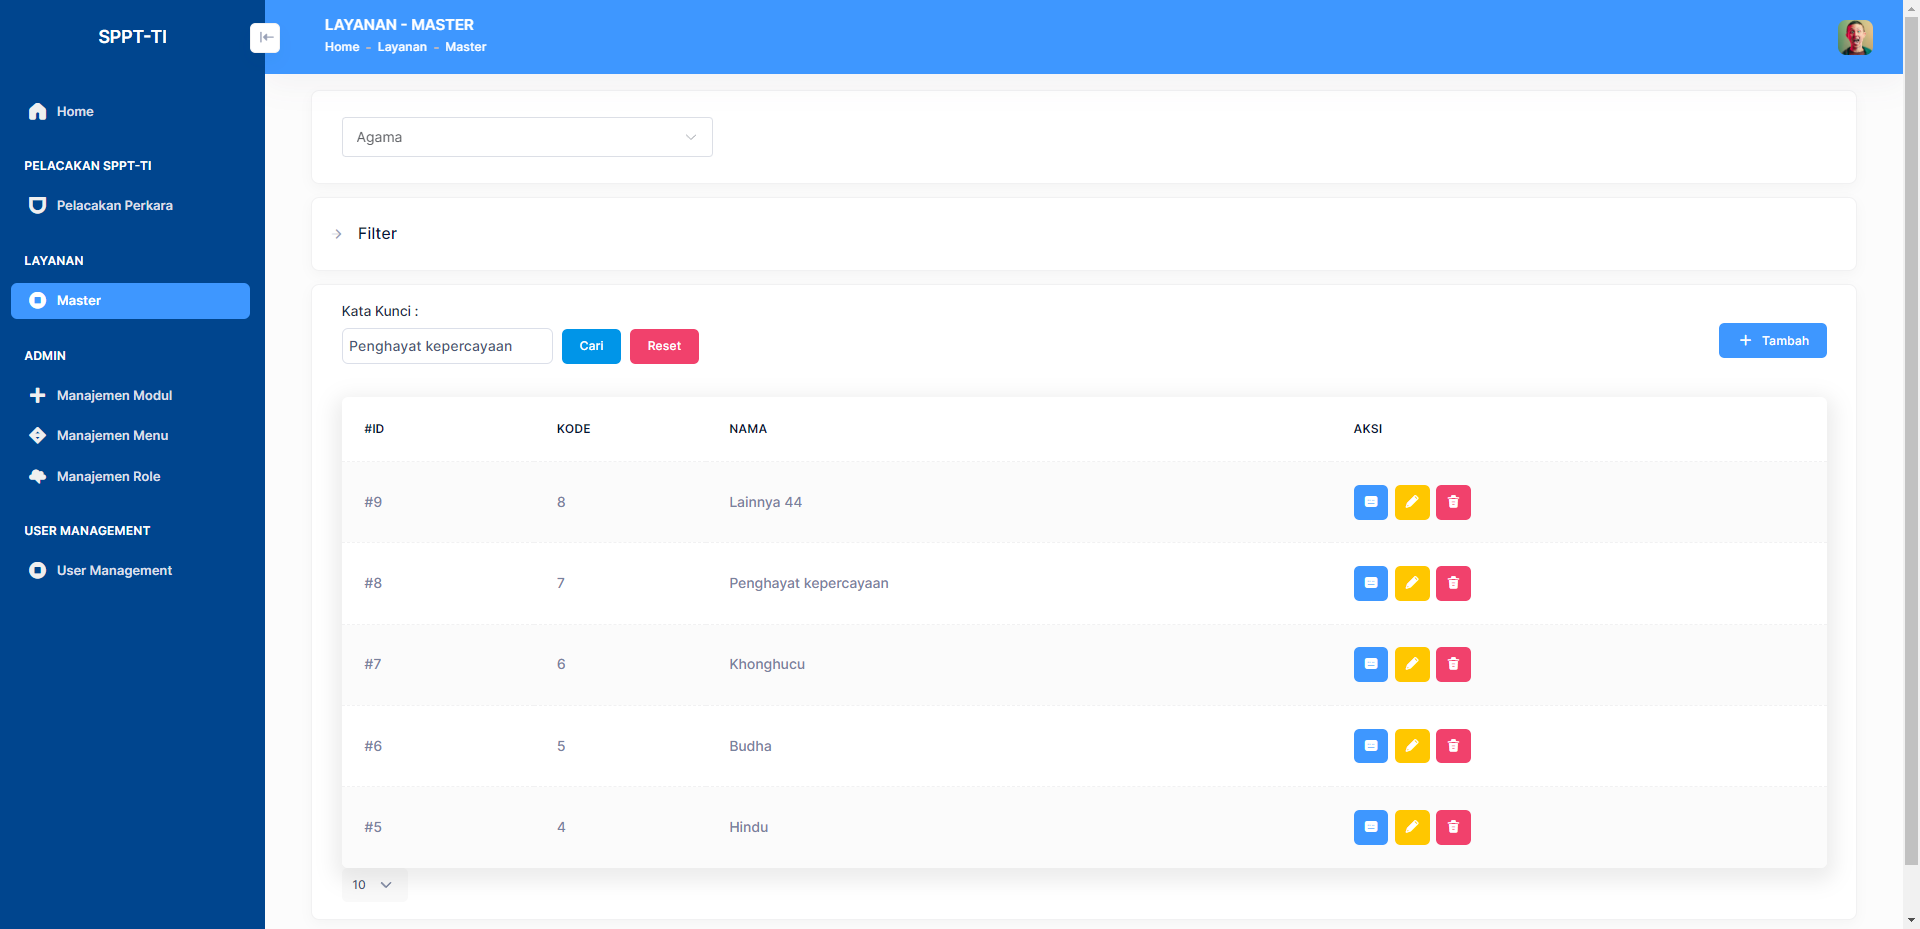 SPPT-TI
Home
PELACAKAN SPPT-TI
Pelacakan Perkara
LAYANAN
Master
ADMIN
Manajemen Modul
Manajemen Menu
Manajemen Role
USER MANAGEMENT
User Management
LAYANAN - MASTER
Home - Layanan - Master
Agama
Filter
Kata Kunci :
Penghayat kepercayaan Cari Reset
Tambah
#ID KODE NAMA AKSI
#9 8 Lainnya 44
#8 7 Penghayat kepercayaan
#7 6 Khonghucu
#6 5 Budha
#5 4 Hindu
10